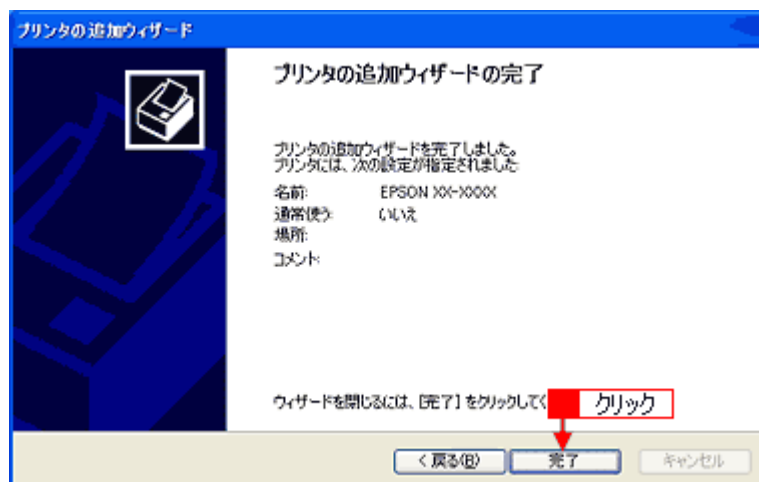 プリンタの追加ウィザード
プリンタの追加ウィザードの完了
プリンタの追加ウィザードを完了しました。
プリンタには、次の設定が指定されました:
名前: EPSON XX-XXXX
通常使う: いいえ
場所:
コメント:
ウィザードを閉じるには、[完了] をクリックしてく
クリック
< 戻る(B) 完了 キャンセル